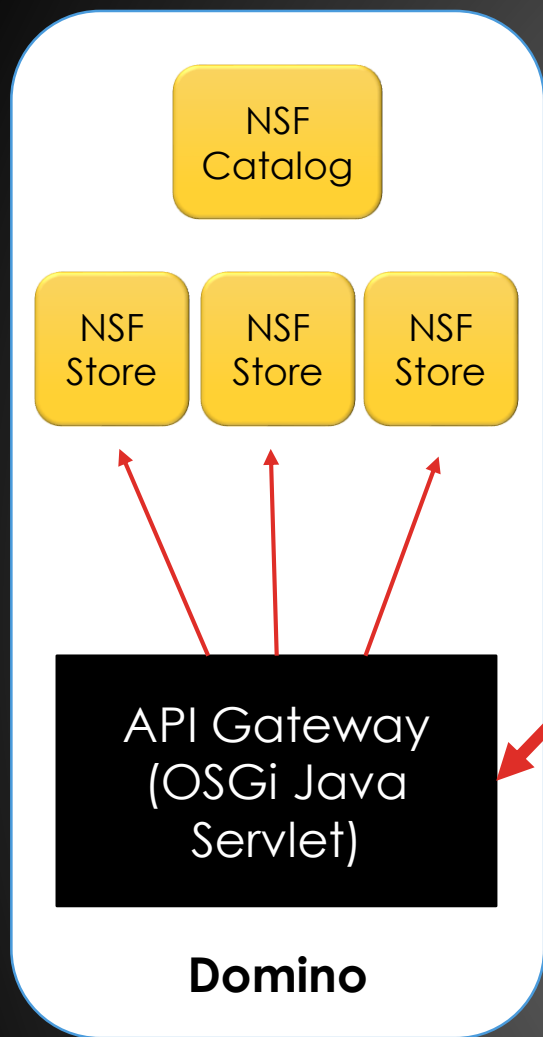 NSF
Catalog
NSF
Store
NSF
Store
NSF
Store
API Gateway
(OSGi Java
Servlet)
Domino